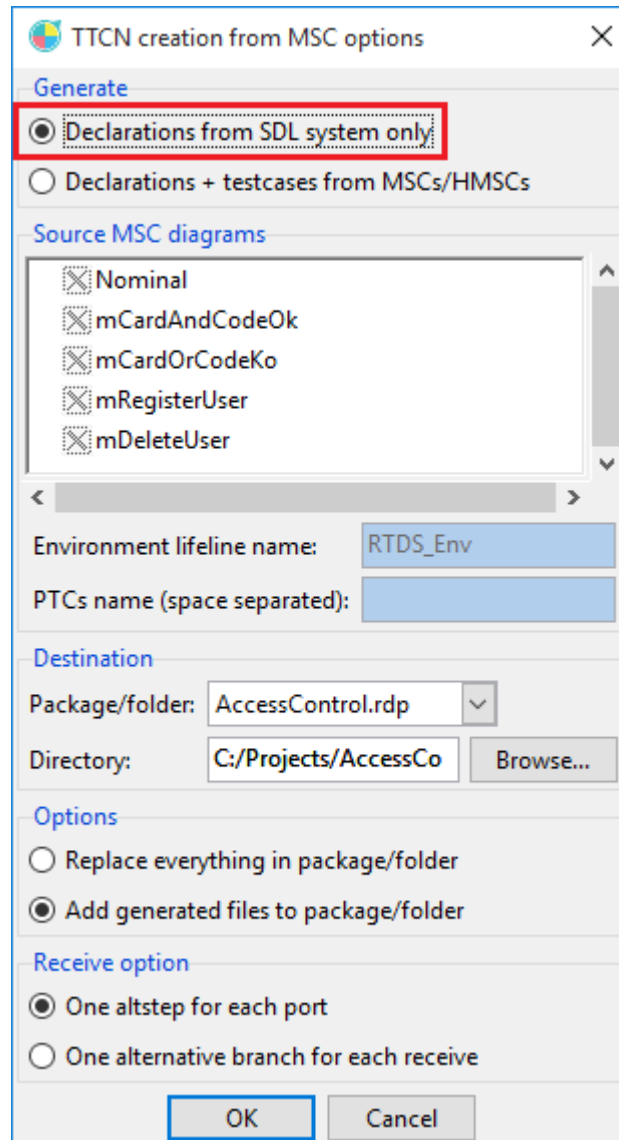 TTCN creation from MSC options
Generate
Declarations from SDL system only
Declarations + testcases from MSCs/HMSCs
Source MSC diagrams
Nominal
mCardAndCodeOk
mCardOrCodeKo
mRegisterUser
mDeleteUser
Environment lifeline name: RTDS_Env
PTCs name (space separated):
Destination
Package/folder: AccessControl.rdp
Directory: C:/Projects/AccessCo Browse...
Options
Replace everything in package/folder
Add generated files to package/folder
Receive option
One altstep for each port
One alternative branch for each receive
OK Cancel